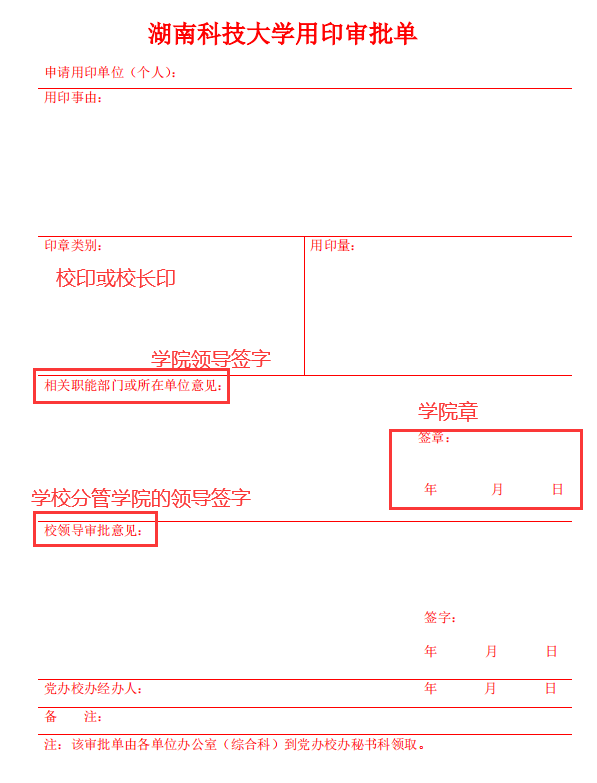 湖南科技大学用印审批单
申请用印单位（个人）：
用印事由：
印章类别：
用印量：
校印或校长印
学院领导签字
相关职能部门或所在单位意见：
学院章
签章：
年 月 日
学校分管学院的领导签字
校领导审批意见：
签字：
年 月 日
党办校办经办人： 年 月 日
备 注：
注：该审批单由各单位办公室（综合科）到党办校办秘书科领取。